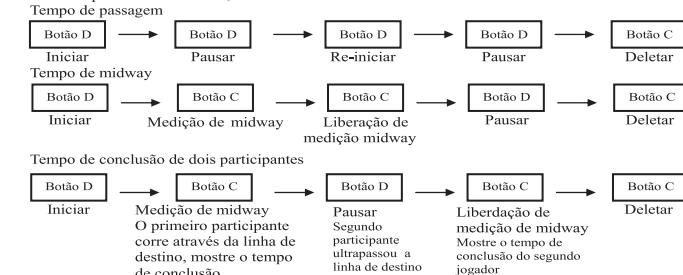 Tempo de passagem
Botão D Botão D Botão D Botão D Botão C
Iniciar Pausar Re-iniciar Pausar Deletar
Tempo de midway
Botão D Botão C Botão C Botão D Botão C
Iniciar Medição de midway Liberação de Pausar Deletar
medição midway
Tempo de conclusão de dois participantes
Botão D Botão C Botão D Botão C Botão C
Iniciar Medição de midway Pausar Liberdação de Deletar
O primeiro participante Segundo medição de midway
corre através da linha de participante Mostre o tempo de
destino, mostre o tempo ultrapassou a conclusão do segundo
de conclusão linha de destino jogador